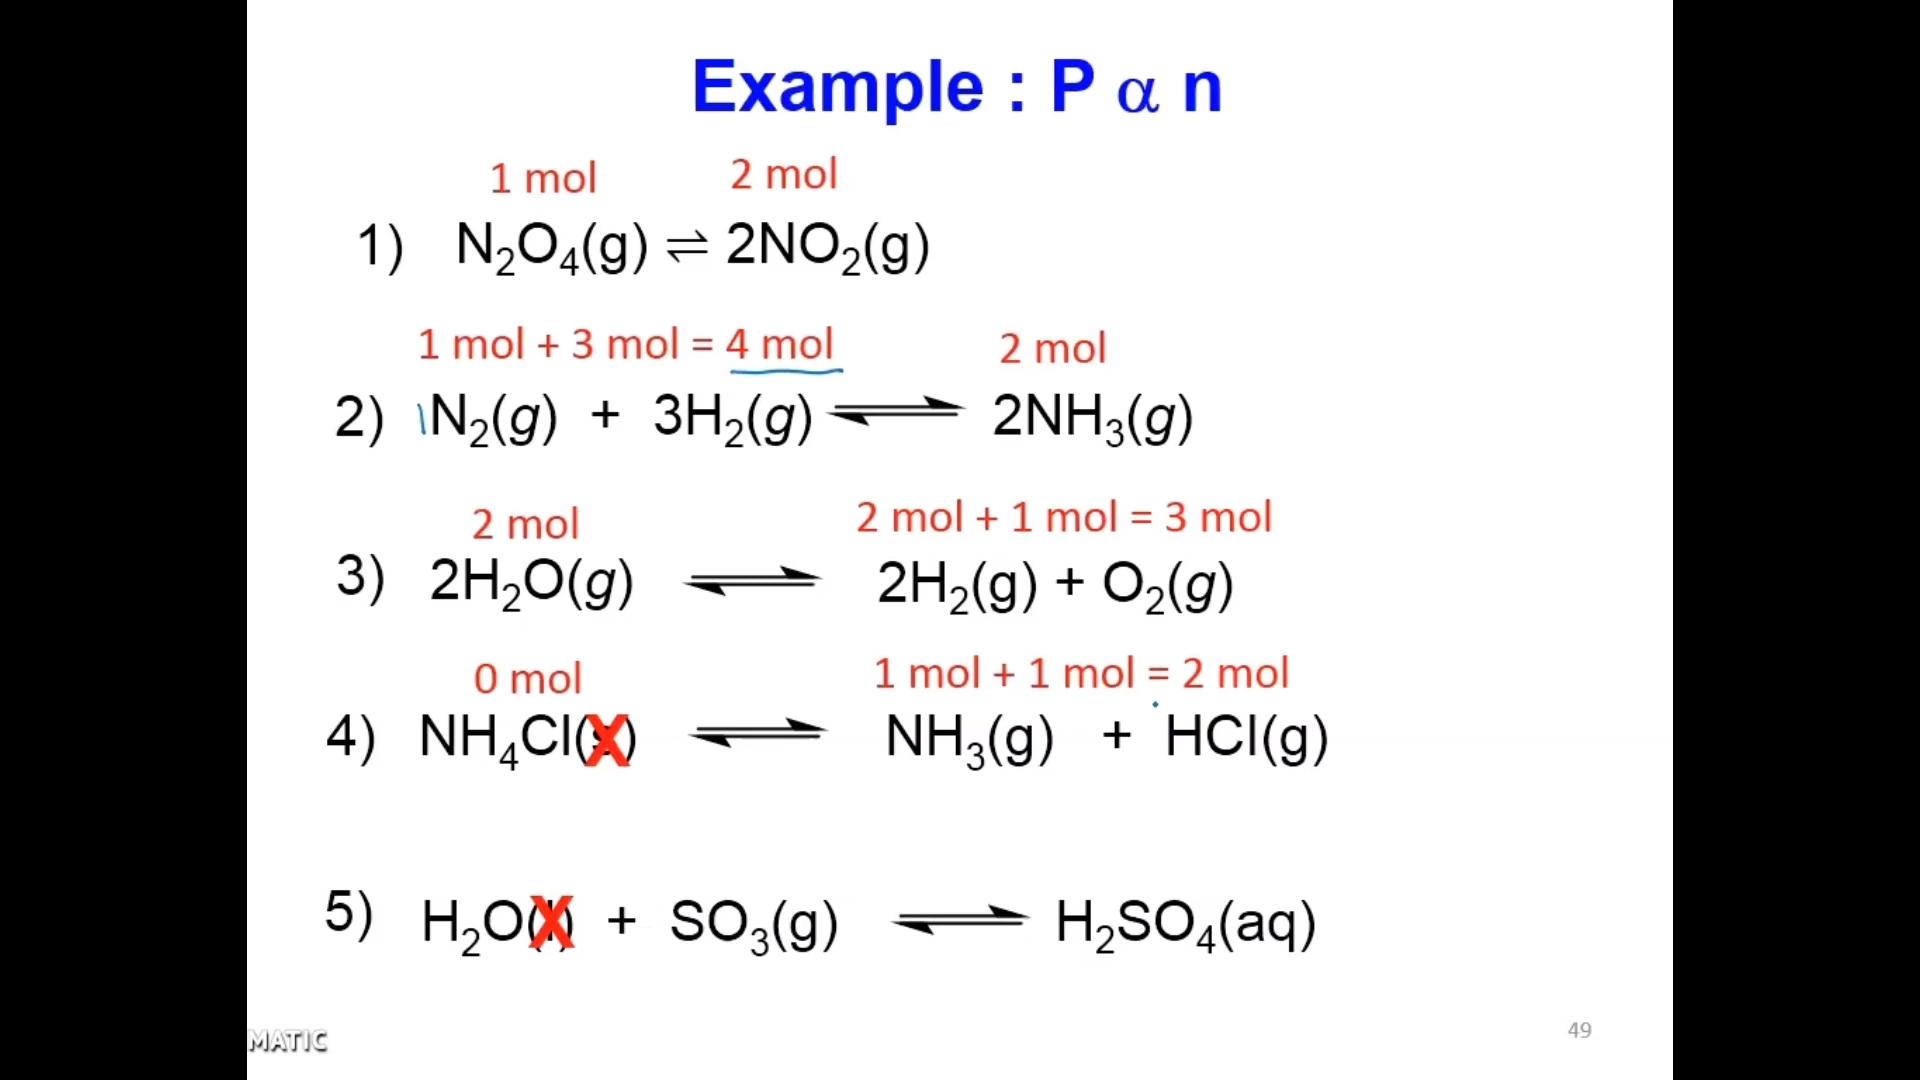 Example : P α n
1 mol 2 mol
1) N₂O₄(g) ⇌ 2NO₂(g)
1 mol + 3 mol = 4 mol 2 mol
2) 1N₂(g) + 3H₂(g) ⇌ 2NH₃(g)
2 mol 2 mol + 1 mol = 3 mol
3) 2H₂O(g) ⇌ 2H₂(g) + O₂(g)
0 mol 1 mol + 1 mol = 2 mol
4) NH₄Cl(X) ⇌ NH₃(g) + HCl(g)
5) H₂O(X) + SO₃(g) ⇌ H₂SO₄(aq)
MATIC
49